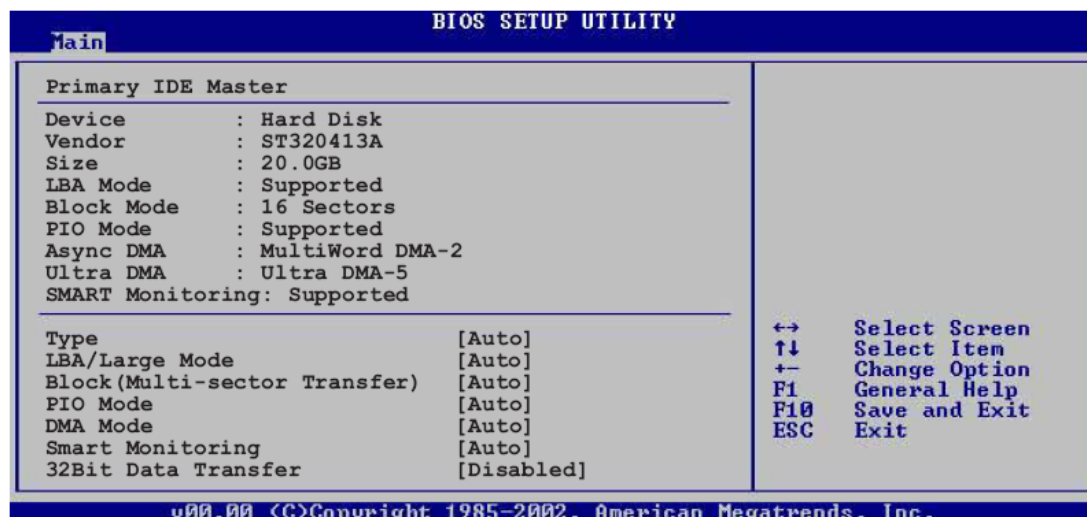 BIOS SETUP UTILITY
Main
Primary IDE Master
Device : Hard Disk
Vendor : ST320413A
Size : 20.0GB
LBA Mode : Supported
Block Mode : 16 Sectors
PIO Mode : Supported
Async DMA : MultiWord DMA-2
Ultra DMA : Ultra DMA-5
SMART Monitoring: Supported
Type [Auto]
LBA/Large Mode [Auto]
Block(Multi-sector Transfer) [Auto]
PIO Mode [Auto]
DMA Mode [Auto]
Smart Monitoring [Auto]
32Bit Data Transfer [Disabled]
←→ Select Screen
↑↓ Select Item
+- Change Option
F1 General Help
F10 Save and Exit
ESC Exit
v00.00 (C)Copyright 1985-2002, American Megatrends, Inc.